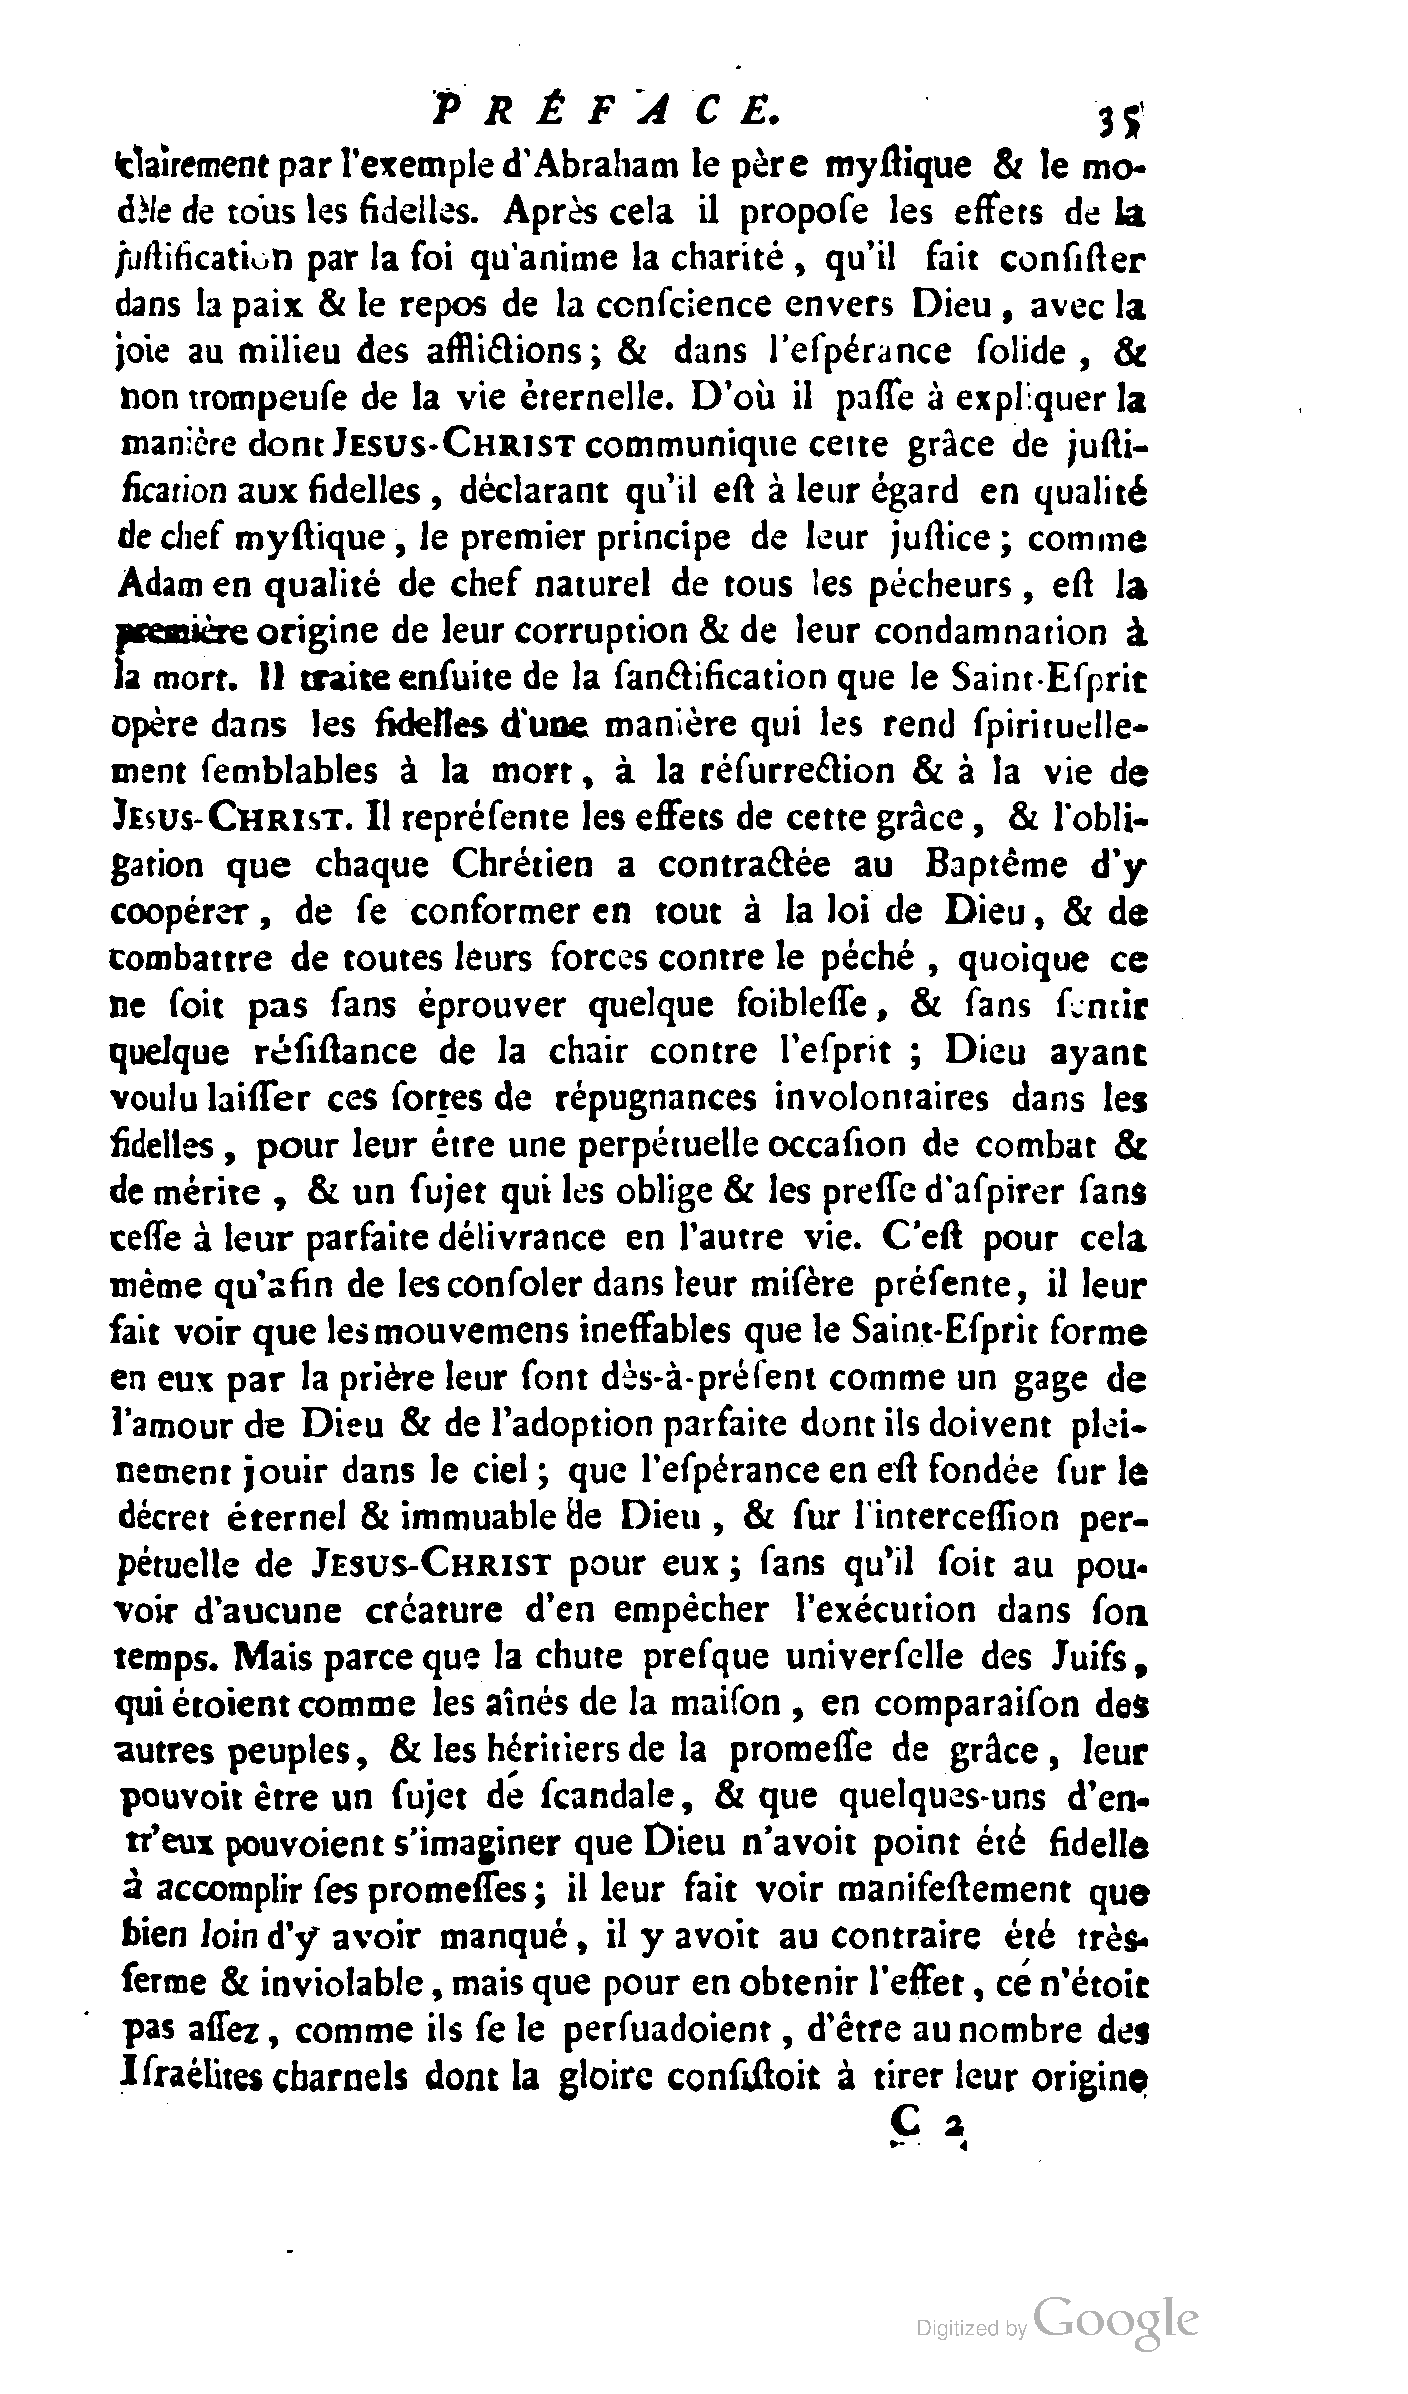 PRÉFACE. 35
clairement par l'exemple d'Abraham le père myſtique & le mo-
dèle de tous les fidelles. Après cela il propoſe les effets de la
juſtification par la foi qu'anime la charité, qu'il fait conſiſter
dans la paix & le repos de la conſcience envers Dieu, avec la
joie au milieu des afflictions; & dans l'eſpérance ſolide, &
non trompeuſe de la vie éternelle. D'où il paſſe à expliquer la
manière dont JESUS-CHRIST communique cette grâce de juſti-
fication aux fidelles, déclarant qu'il eſt à leur égard en qualité
de chef myſtique, le premier principe de leur juſtice; comme
Adam en qualité de chef naturel de tous les pécheurs, eſt la
première origine de leur corruption & de leur condamnation à
la mort. Il traite enſuite de la ſanctification que le Saint-Eſprit
opère dans les fidelles d'une manière qui les rend ſpirituelle-
ment ſemblables à la mort, à la réſurrection & à la vie de
JESUS-CHRIST. Il repréſente les effets de cette grâce, & l'obli-
gation que chaque Chrétien a contractée au Baptême d'y
coopérer, de ſe conformer en tout à la loi de Dieu, & de
combattre de toutes leurs forces contre le péché, quoique ce
ne ſoit pas ſans éprouver quelque foibleſſe, & ſans ſentir
quelque réſiſtance de la chair contre l'eſprit; Dieu ayant
voulu laiſſer ces ſortes de répugnances involontaires dans les
fidelles, pour leur être une perpétuelle occaſion de combat &
de mérite, & un ſujet qui les oblige & les preſſe d'aſpirer ſans
ceſſe à leur parfaite délivrance en l'autre vie. C'eſt pour cela
même qu'afin de les conſoler dans leur miſère préſente, il leur
fait voir que les mouvemens ineffables que le Saint-Eſprit forme
en eux par la prière leur ſont dès-à-préſent comme un gage de
l'amour de Dieu & de l'adoption parfaite dont ils doivent plei-
nement jouir dans le ciel; que l'eſpérance en eſt fondée ſur le
décret éternel & immuable de Dieu, & ſur l'interceſſion per-
pétuelle de JESUS-CHRIST pour eux; ſans qu'il ſoit au pou-
voir d'aucune créature d'en empêcher l'exécution dans ſon
temps. Mais parce que la chute preſque univerſelle des Juifs,
qui étoient comme les aînés de la maiſon, en comparaiſon des
autres peuples, & les héritiers de la promeſſe de grâce, leur
pouvoit être un ſujet de ſcandale, & que quelques-uns d'en-
tr'eux pouvoient s'imaginer que Dieu n'avoit point été fidelle
à accomplir ſes promeſſes; il leur fait voir manifeſtement que
bien loin d'y avoir manqué, il y avoit au contraire été très-
ferme & inviolable, mais que pour en obtenir l'effet, ce n'étoit
pas aſſez, comme ils ſe le perſuadoient, d'être au nombre des
Iſraélites charnels dont la gloire conſiſtoit à tirer leur origine
C 2
Digitized by Google